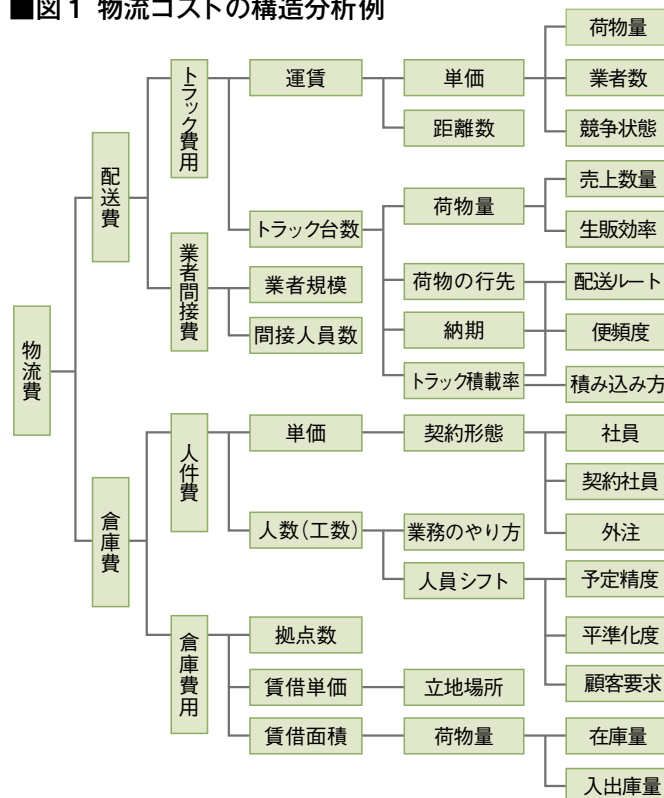 ■図1 物流コストの構造分析例
物流費
配送費
トラック費用
運賃
単価
荷物量
業者数
競争状態
距離数
トラック台数
荷物量
売上数量
生販効率
荷物の行先
配送ルート
納期
便頻度
トラック積載率
積み込み方
業者間接費
業者規模
間接人員数
倉庫費
人件費
単価
契約形態
社員
契約社員
外注
人数(工数)
業務のやり方
人員シフト
予定精度
平準化度
顧客要求
倉庫費用
拠点数
賃借単価
立地場所
賃借面積
荷物量
在庫量
入出庫量